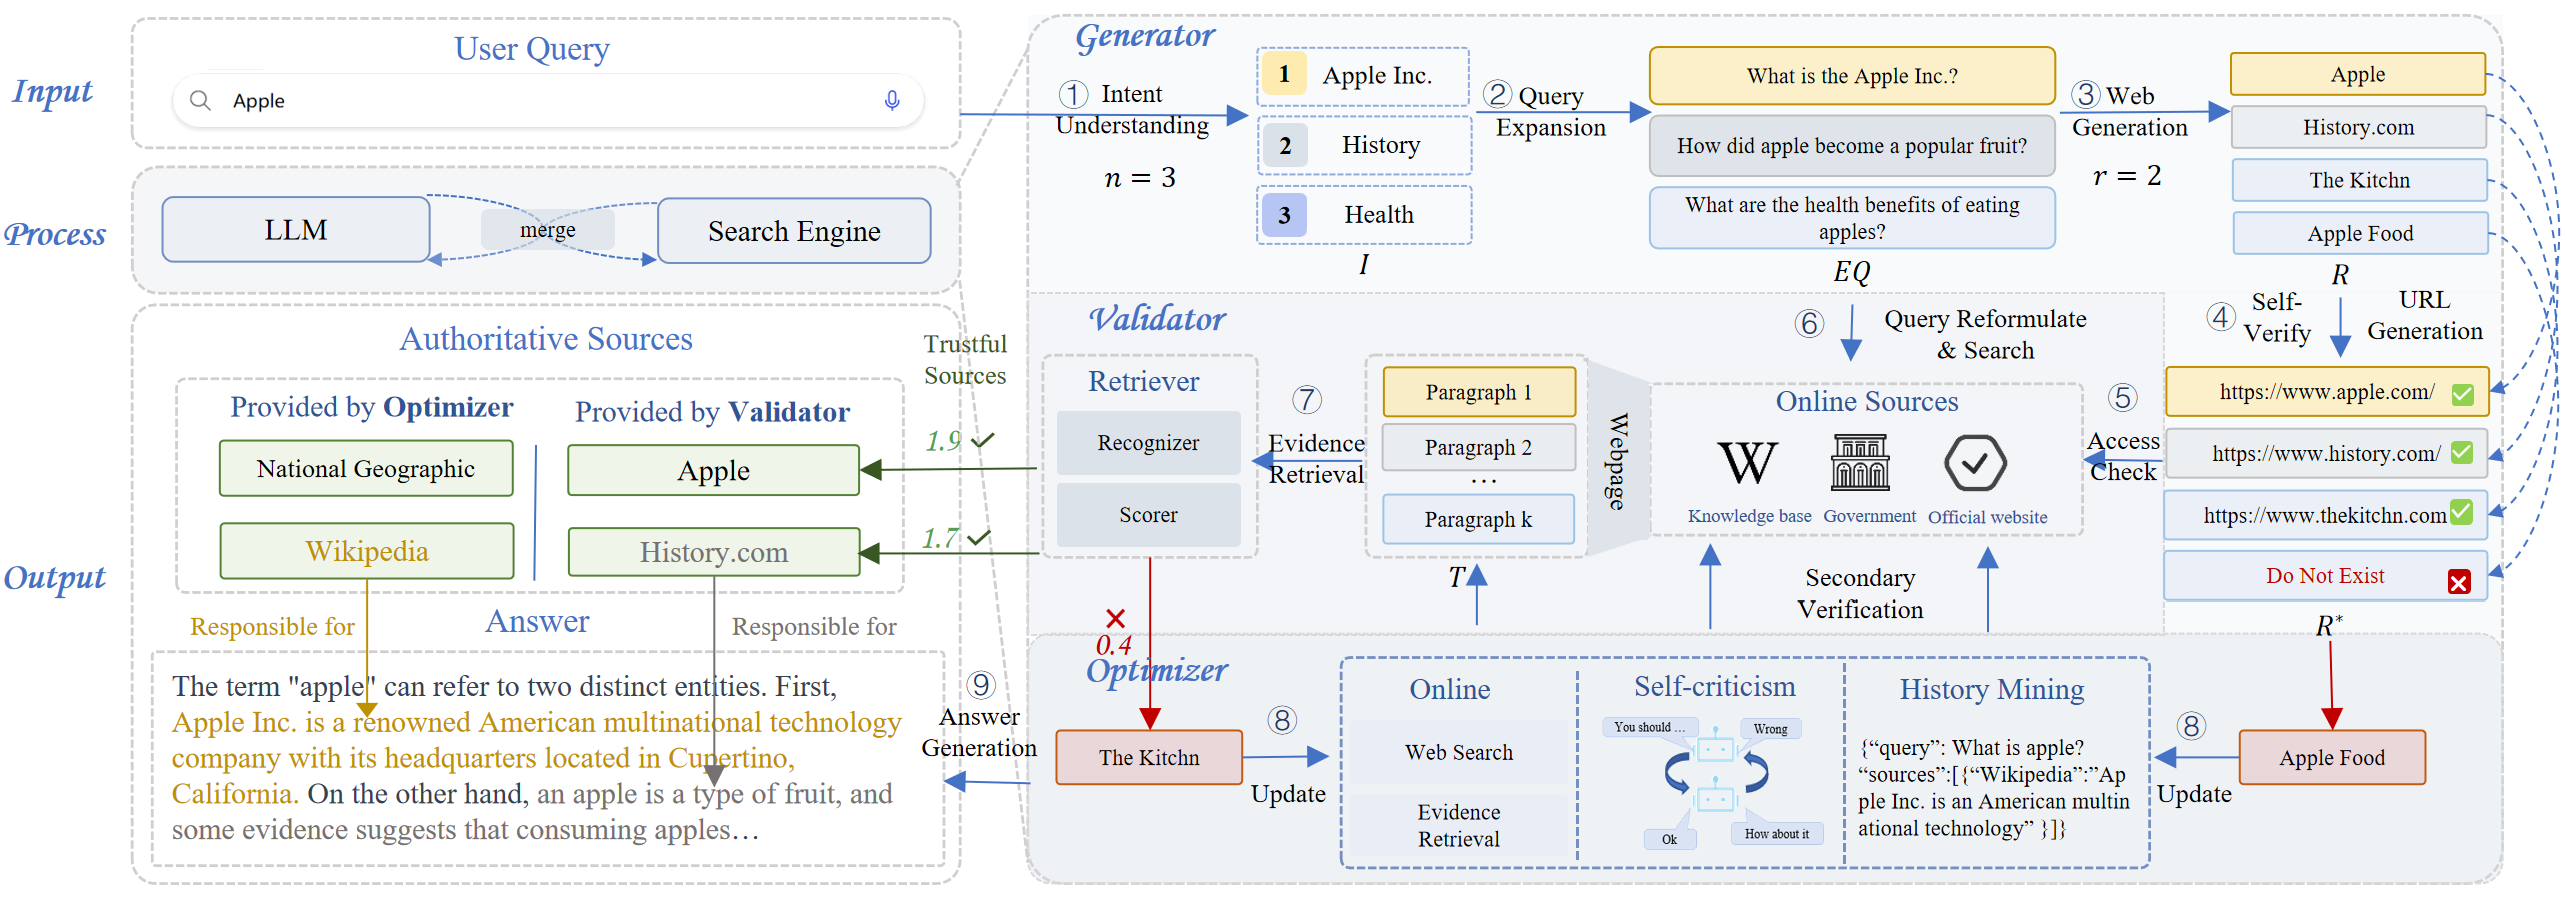 Input
User Query
Apple
Process
LLM
merge
Search Engine
Output
Authoritative Sources
Provided by Optimizer
Provided by Validator
National Geographic
Apple
Wikipedia
History.com
Responsible for
Answer
Responsible for
The term "apple" can refer to two distinct entities. First,
Apple Inc. is a renowned American multinational technology
company with its headquarters located in Cupertino,
California. On the other hand, an apple is a type of fruit, and
some evidence suggests that consuming apples…
Generator
① Intent
Understanding
n = 3
1 Apple Inc.
2 History
3 Health
I
② Query
Expansion
What is the Apple Inc.?
How did apple become a popular fruit?
What are the health benefits of eating
apples?
EQ
③ Web
Generation
r = 2
Apple
History.com
The Kitchn
Apple Food
R
④ Self-
Verify
URL
Generation
https://www.apple.com/
https://www.history.com/
https://www.thekitchn.com
Do Not Exist
R*
Validator
⑥ Query Reformulate
& Search
⑤
Access
Check
Online Sources
W
Knowledge base
Government
Official website
Webpage
Paragraph 1
Paragraph 2
…
Paragraph k
T
⑦
Evidence
Retrieval
Retriever
Recognizer
Scorer
Trustful
Sources
1.9
1.7
0.4
Secondary
Verification
Optimizer
The Kitchn
⑧
Update
Online
Web Search
Evidence
Retrieval
Self-criticism
You should …
Wrong
Ok
How about it
History Mining
{“query”: What is apple?
“sources”:[{“Wikipedia”:”Ap
ple Inc. is an American multin
ational technology” }]}
⑧
Update
Apple Food
⑨
Answer
Generation